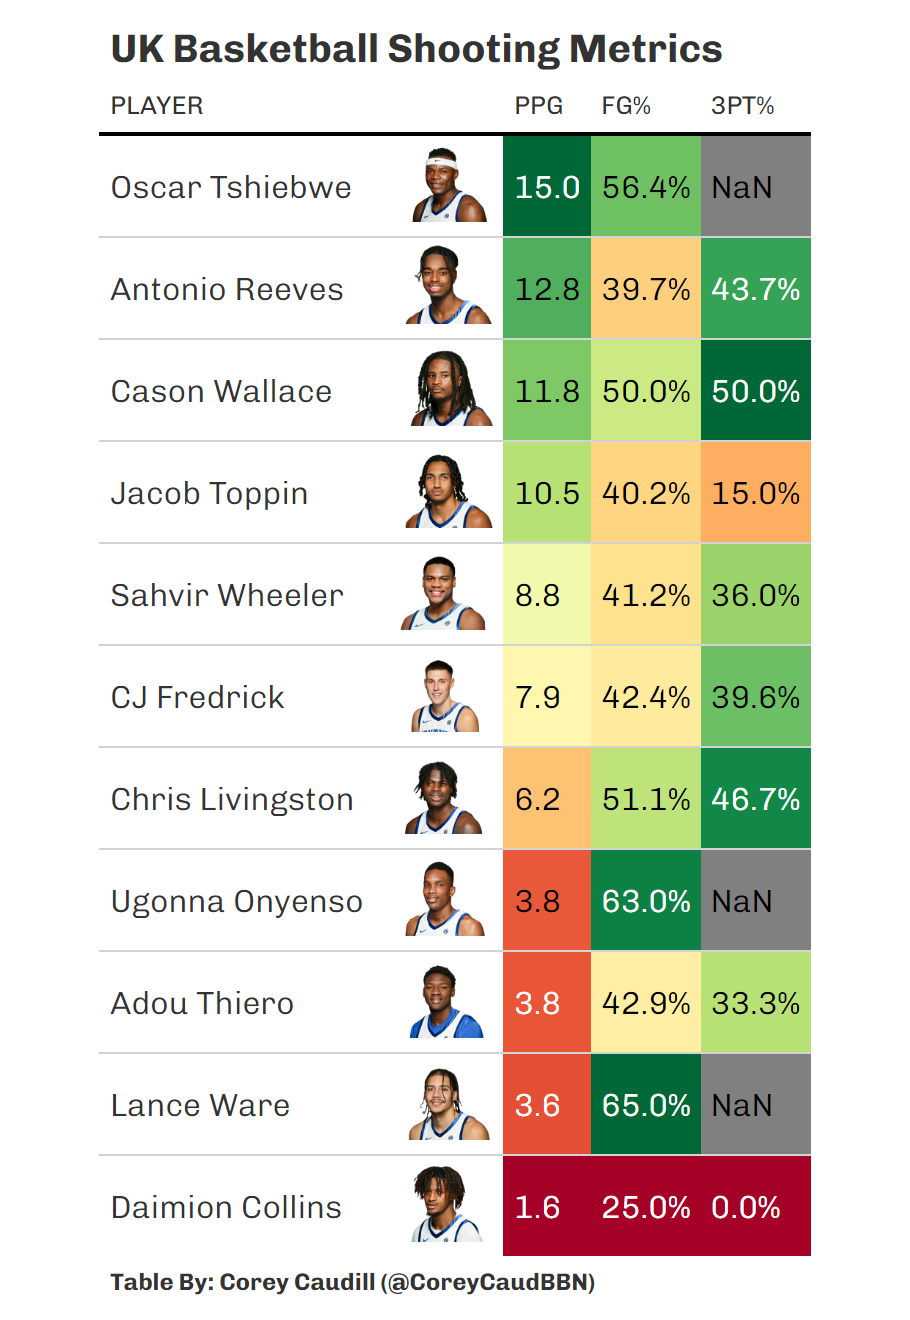 UK Basketball Shooting Metrics
PLAYER PPG FG% 3PT%
Oscar Tshiebwe 15.0 56.4% NaN
Antonio Reeves 12.8 39.7% 43.7%
Cason Wallace 11.8 50.0% 50.0%
Jacob Toppin 10.5 40.2% 15.0%
Sahvir Wheeler 8.8 41.2% 36.0%
CJ Fredrick 7.9 42.4% 39.6%
Chris Livingston 6.2 51.1% 46.7%
Ugonna Onyenso 3.8 63.0% NaN
Adou Thiero 3.8 42.9% 33.3%
Lance Ware 3.6 65.0% NaN
Daimion Collins 1.6 25.0% 0.0%
Table By: Corey Caudill (@CoreyCaudBBN)